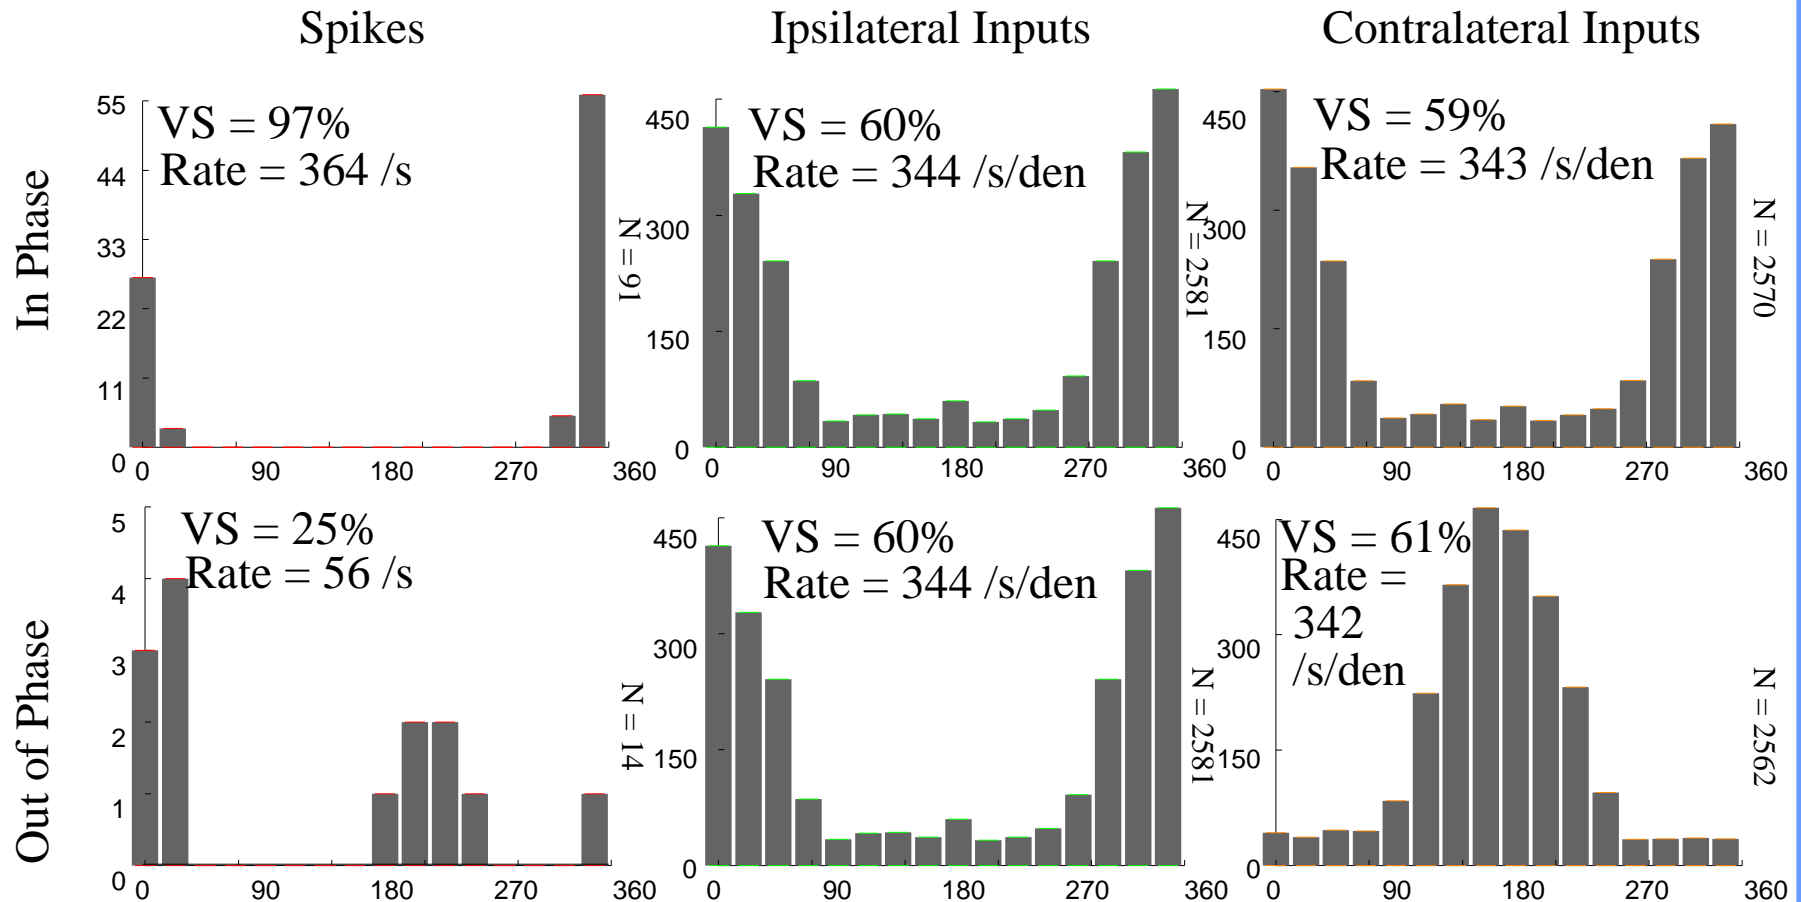 Spikes
Ipsilateral Inputs
Contralateral Inputs
In Phase
55
44
33
22
11
0
VS = 97%
Rate = 364 /s
N = 91
0 90 180 270 360
450
300
150
0
VS = 60%
Rate = 344 /s/den
N = 2581
0 90 180 270 360
450
300
150
0
VS = 59%
Rate = 343 /s/den
N = 2570
0 90 180 270 360
Out of Phase
5
4
3
2
1
0
VS = 25%
Rate = 56 /s
N = 14
0 90 180 270 360
450
300
150
0
VS = 60%
Rate = 344 /s/den
N = 2581
0 90 180 270 360
450
300
150
0
VS = 61%
Rate =
342
/s/den
N = 2562
0 90 180 270 360